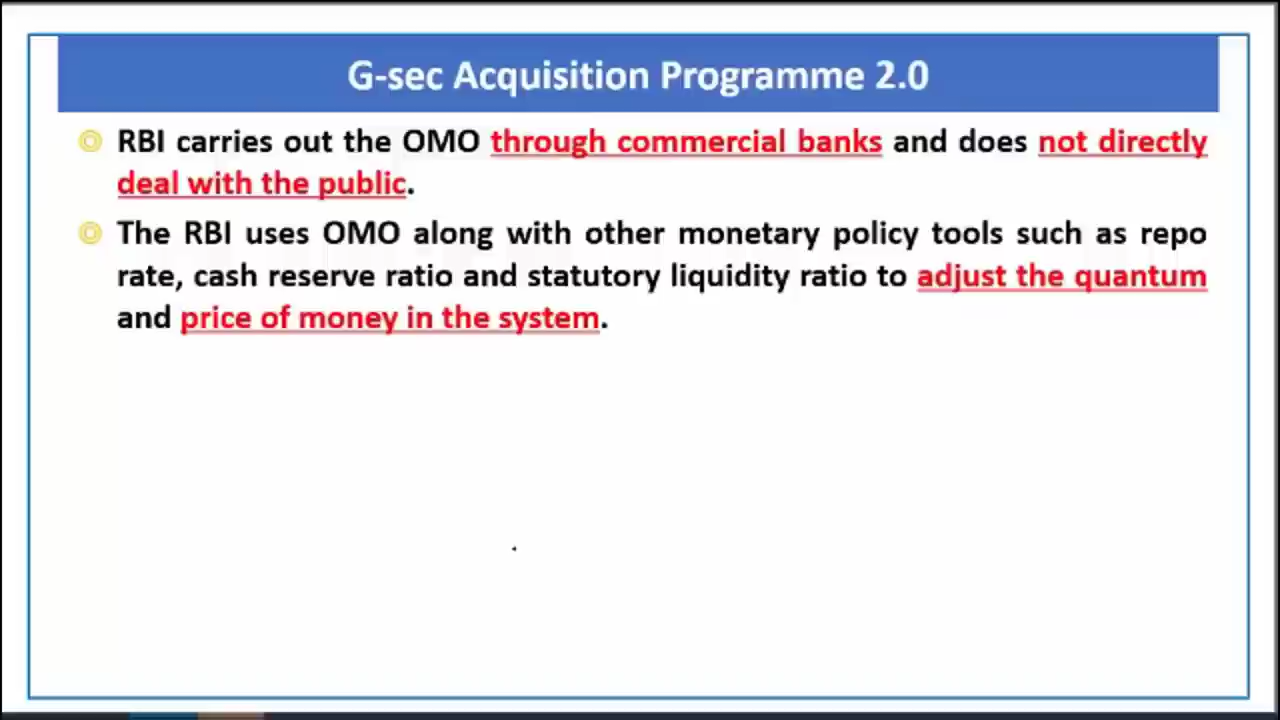 G-sec Acquisition Programme 2.0
RBI carries out the OMO through commercial banks and does not directly
deal with the public.
The RBI uses OMO along with other monetary policy tools such as repo
rate, cash reserve ratio and statutory liquidity ratio to adjust the quantum
and price of money in the system.